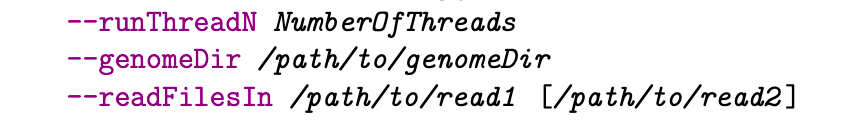 --runThreadN NumberOfThreads
--genomeDir /path/to/genomeDir
--readFilesIn /path/to/read1 [/path/to/read2]